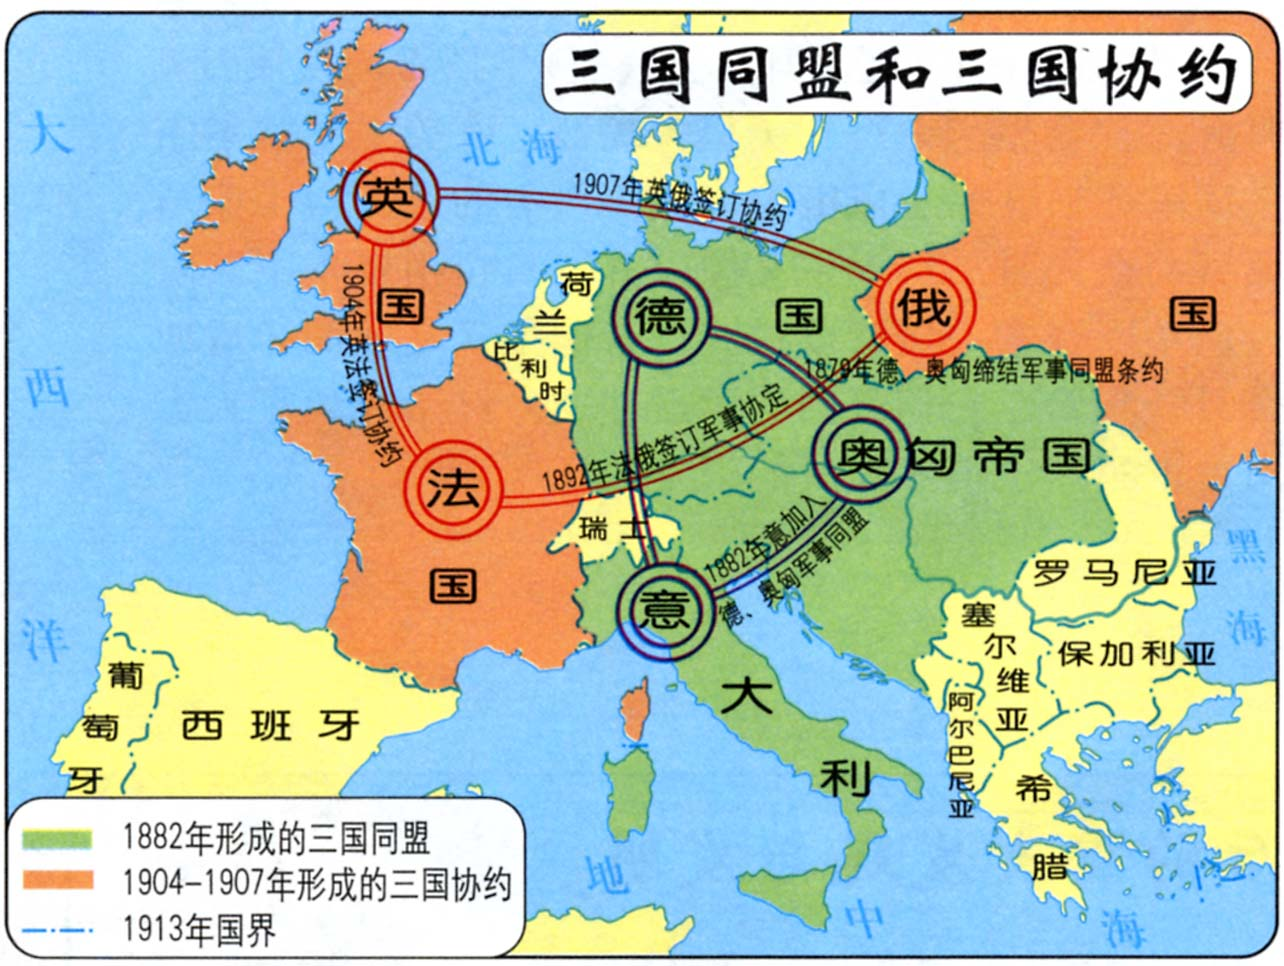 三国同盟和三国协约
大
西
洋
北海
英
国
1907年英俄签订协约
1904年英法签订协约
荷
兰
比
利
时
德
国
俄
国
1879年德、奥匈缔结军事同盟条约
1892年法俄签订军事协定
奥匈帝国
法
国
瑞士
1882年意加入
德、奥匈军事同盟
意
大
利
罗马尼亚
黑
海
塞
尔
维
亚
保加利亚
阿
尔
巴
尼
亚
希
腊
葡
萄
牙
西班牙
地
中
海
1882年形成的三国同盟
1904-1907年形成的三国协约
1913年国界